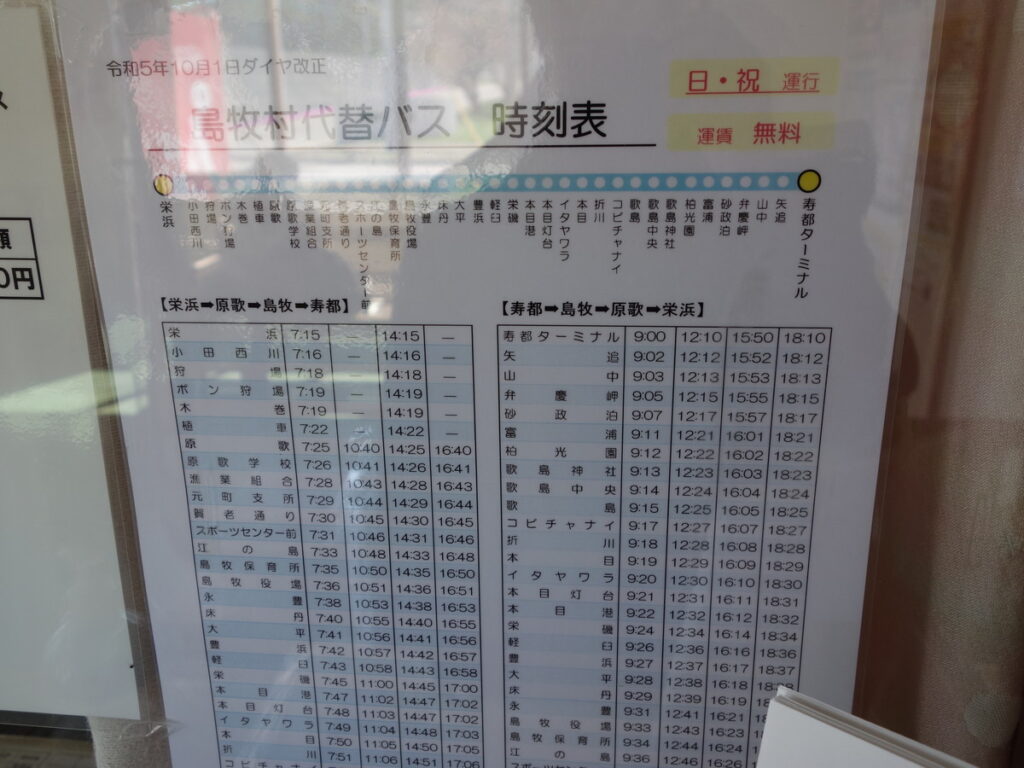 令和5年10月1日ダイヤ改正
日・祝 運行
島牧村代替バス 時刻表
運賃 無料
栄浜 小田西川 狩場 ポン狩場 木巻 植車 原歌 原歌学校 漁業組合 元町支所 賀老通り スポーツセンター前 江の島 島牧保育所 島牧役場 永豊 床丹 大平 豊浜 軽臼 栄磯 本目港 本目灯台 イタヤワラ 本目 折川 コビチャナイ 歌島 歌島中央 歌島神社 柏光園 富浦 砂政泊 弁慶岬 山中 矢追 寿都ターミナル
【栄浜➡原歌➡島牧➡寿都】
栄浜 7:15 — 14:15 —
小田西川 7:16 — 14:16 —
狩場 7:18 — 14:18 —
ポン狩場 7:19 — 14:19 —
木巻 7:19 — 14:19 —
植車 7:22 — 14:22 —
原歌 7:25 10:40 14:25 16:40
原歌学校 7:26 10:41 14:26 16:41
漁業組合 7:28 10:43 14:28 16:43
元町支所 7:29 10:44 14:29 16:44
賀老通り 7:30 10:45 14:30 16:45
スポーツセンター前 7:31 10:46 14:31 16:46
江の島 7:33 10:48 14:33 16:48
島牧保育所 7:35 10:50 14:35 16:50
島牧役場 7:36 10:51 14:36 16:51
永豊 7:38 10:53 14:38 16:53
床丹 7:40 10:55 14:40 16:55
大平 7:41 10:56 14:41 16:56
豊浜 7:42 10:57 14:42 16:57
軽臼 7:43 10:58 14:43 16:58
栄磯 7:45 11:00 14:45 17:00
本目港 7:47 11:02 14:47 17:02
本目灯台 7:48 11:03 14:47 17:02
イタヤワラ 7:49 11:04 14:48 17:03
本目 7:50 11:05 14:50 17:05
折川 7:51 11:06 14:51 17:06
コビチャナイ
【寿都➡島牧➡原歌➡栄浜】
寿都ターミナル 9:00 12:10 15:50 18:10
矢追 9:02 12:12 15:52 18:12
山中 9:03 12:13 15:53 18:13
弁慶岬 9:05 12:15 15:55 18:15
砂政泊 9:07 12:17 15:57 18:17
富浦 9:11 12:21 16:01 18:21
柏光園 9:12 12:22 16:02 18:22
歌島神社 9:13 12:23 16:03 18:23
歌島中央 9:14 12:24 16:04 18:24
歌島 9:15 12:25 16:05 18:25
コビチャナイ 9:17 12:27 16:07 18:27
折川 9:18 12:28 16:08 18:28
本目 9:19 12:29 16:09 18:29
イタヤワラ 9:20 12:30 16:10 18:30
本目灯台 9:21 12:31 16:11 18:31
本目港 9:22 12:32 16:12 18:32
栄磯 9:24 12:34 16:14 18:34
軽臼 9:26 12:36 16:16 18:36
豊浜 9:27 12:37 16:17 18:37
大平 9:28 12:38 16:18
床丹 9:29 12:39 16:19
永豊 9:31 12:41 16:21
島牧役場 9:33 12:43 16:23
島牧保育所 9:34 12:44 16:24
江の島 9:36 12:46 16:26
0円